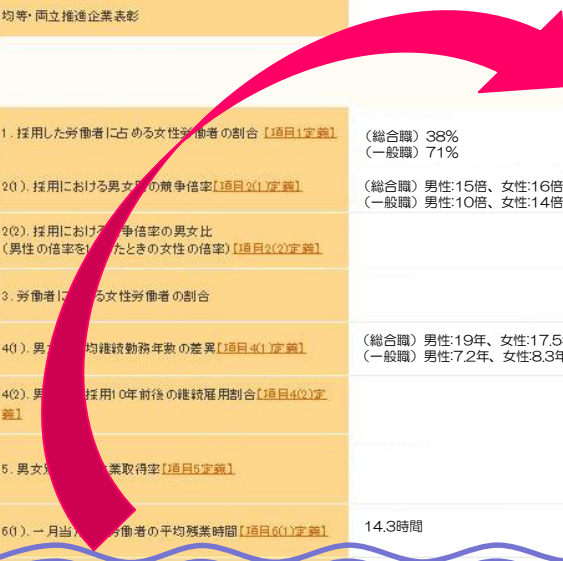 均等・両立推進企業表彰
1. 採用した労働者に占める女性労働者の割合 【項目1定義】
(総合職) 38%
(一般職) 71%
2(1). 採用における男女の競争倍率【項目2(1)定義】
(総合職) 男性:15倍、女性:16倍
(一般職) 男性:10倍、女性:14倍
2(2). 採用における争倍率の男女比
(男性の倍率をたときの女性の倍率)【項目2(2)定義】
3. 労働者に る女性労働者の割合
4(1). 男 均継続勤務年数の差異【項目4(1)定義】
(総合職) 男性:19年、女性:17.5
(一般職) 男性:7.2年、女性:8.3年
4(2). 男 採用10年前後の継続雇用割合【項目4(2)定
義】
5. 男女 業取得率【項目5定義】
6(1). 一月当 労働者の平均残業時間【項目6(1)定義】
14.3時間